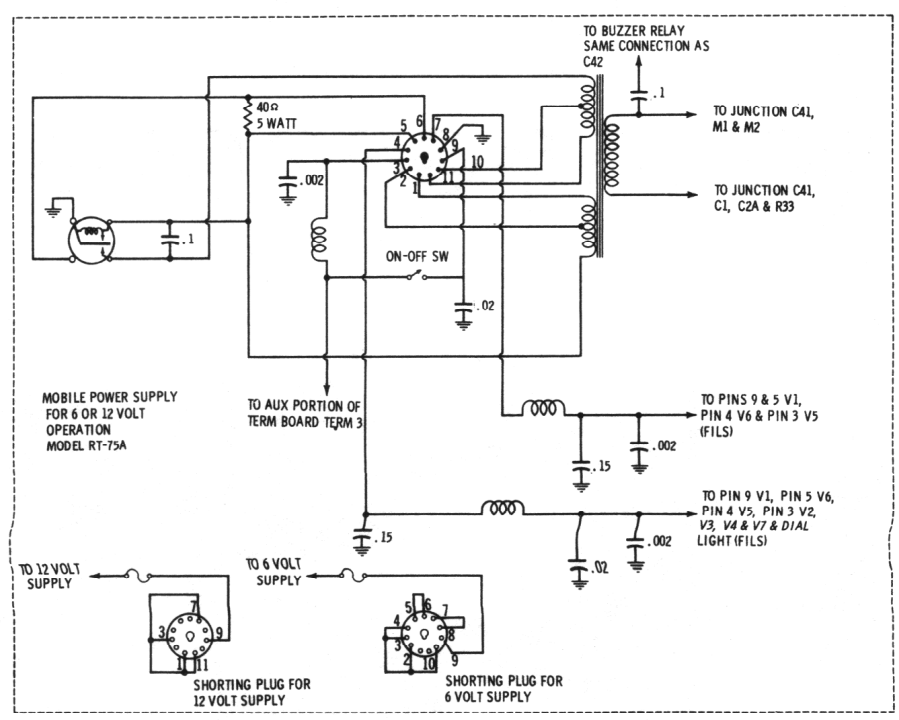 TO BUZZER RELAY
SAME CONNECTION AS
C42
.1
TO JUNCTION C41,
M1 & M2
40Ω
5 WATT
5
6
7
8
9
4
3
2
1
10
11
.002
TO JUNCTION C41,
C1, C2A & R33
.1
ON-OFF SW
.02
MOBILE POWER SUPPLY
FOR 6 OR 12 VOLT
OPERATION
MODEL RT-75A
TO AUX PORTION OF
TERM BOARD TERM 3
TO PINS 9 & 5 V1,
PIN 4 V6 & PIN 3 V5
(FILS)
.002
.15
TO PIN 9 V1, PIN 5 V6,
PIN 4 V5, PIN 3 V2,
V3, V4 & V7 & DIAL
LIGHT (FILS)
.15
.002
.02
TO 12 VOLT
SUPPLY
7
3
9
1
11
SHORTING PLUG FOR
12 VOLT SUPPLY
TO 6 VOLT
SUPPLY
5
6
7
4
8
3
2
10
9
SHORTING PLUG FOR
6 VOLT SUPPLY